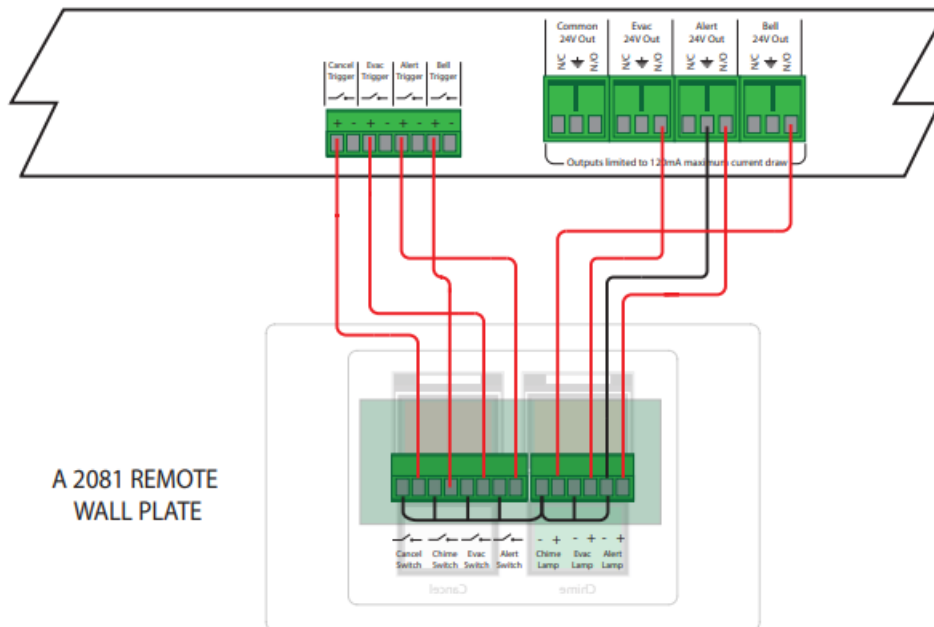 Common Evac Alert Bell
24V Out 24V Out 24V Out 24V Out
N/C N/O N/C N/O N/C N/O N/C N/O
Cancel Evac Alert Bell
Trigger Trigger Trigger Trigger
+ - + - + - + -
Outputs limited to 120mA maximum current draw
A 2081 REMOTE
WALL PLATE
- + - + - +
Cancel Chime Evac Alert Chime Evac Alert
Switch Switch Switch Switch Lamp Lamp Lamp
Cancel Chime